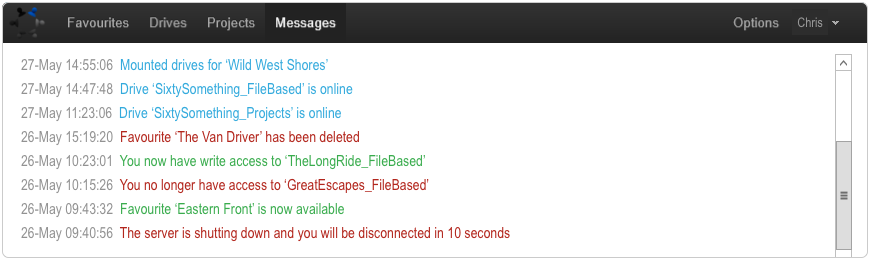 Favourites Drives Projects Messages Options Chris
27-May 14:55:06 Mounted drives for ‘Wild West Shores’
27-May 14:47:48 Drive ‘SixtySomething_FileBased’ is online
27-May 11:23:06 Drive ‘SixtySomething_Projects’ is online
26-May 15:19:20 Favourite ‘The Van Driver’ has been deleted
26-May 10:23:01 You now have write access to ‘TheLongRide_FileBased’
26-May 10:15:26 You no longer have access to ‘GreatEscapes_FileBased’
26-May 09:43:32 Favourite ‘Eastern Front’ is now available
26-May 09:40:56 The server is shutting down and you will be disconnected in 10 seconds